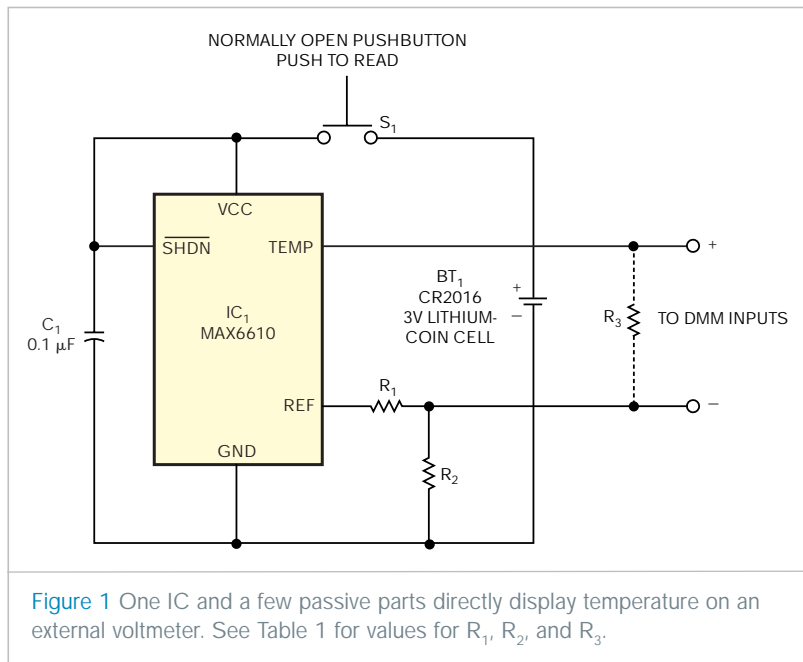 NORMALLY OPEN PUSHBUTTON
PUSH TO READ
S₁
VCC
SHDN
TEMP
+
IC₁
MAX6610
BT₁
CR2016
3V LITHIUM-
COIN CELL
+
–
R₃
TO DMM INPUTS
C₁
0.1 μF
REF
R₁
–
GND
R₂
Figure 1 One IC and a few passive parts directly display temperature on an
external voltmeter. See Table 1 for values for R₁, R₂, and R₃.